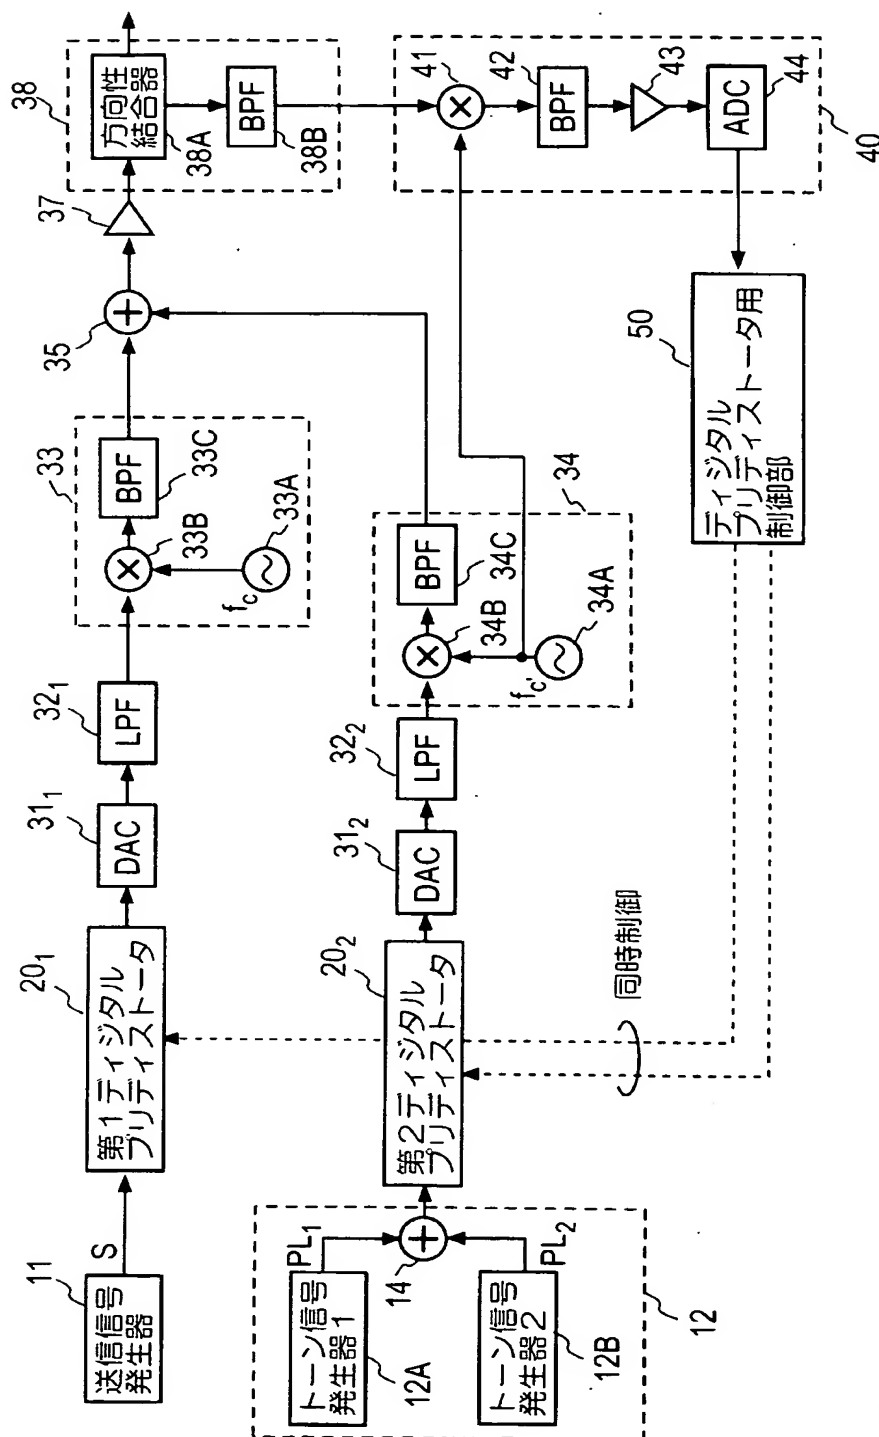 11
送信信号
発生器
S
20₁
第1ディジタル
プリディストータ
31₁
DAC
32₁
LPF
33
33B
BPF
33C
33A
fc
35
37
38
方向性
結合器
38A
BPF
38B
12
トーン信号
発生器1
12A
PL₁
トーン信号
発生器2
12B
PL₂
14
20₂
第2ディジタル
プリディストータ
31₂
DAC
32₂
LPF
34
34B
BPF
34C
34A
fc'
40
41
42
BPF
43
ADC
44
50
ディジタル
プリディストータ用
制御部
同時制御